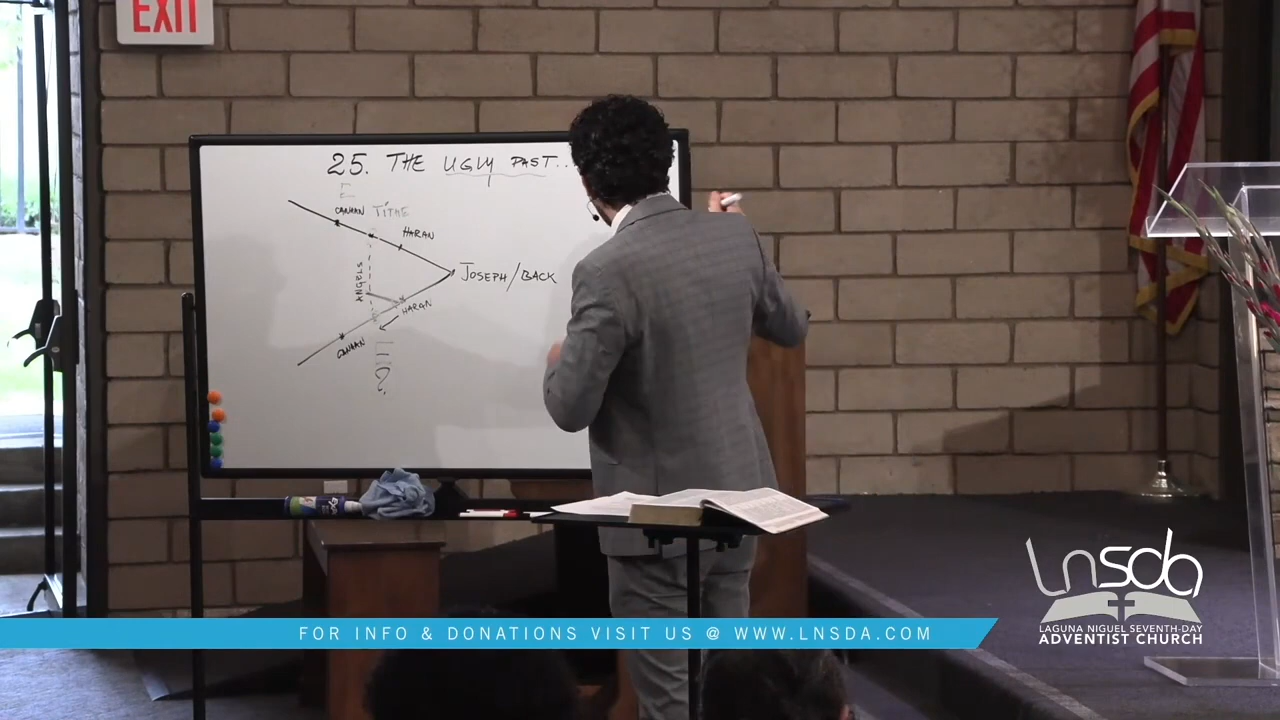 EXIT
25. THE UGLY PAST..
E
CANAAN TITHE
HARAN
ANGELS
JOSEPH/BACK
HARAN
CANAAN
?
LNSDA
LAGUNA NIGUEL SEVENTH-DAY
ADVENTIST CHURCH
FOR INFO & DONATIONS VISIT US @ WWW.LNSDA.COM